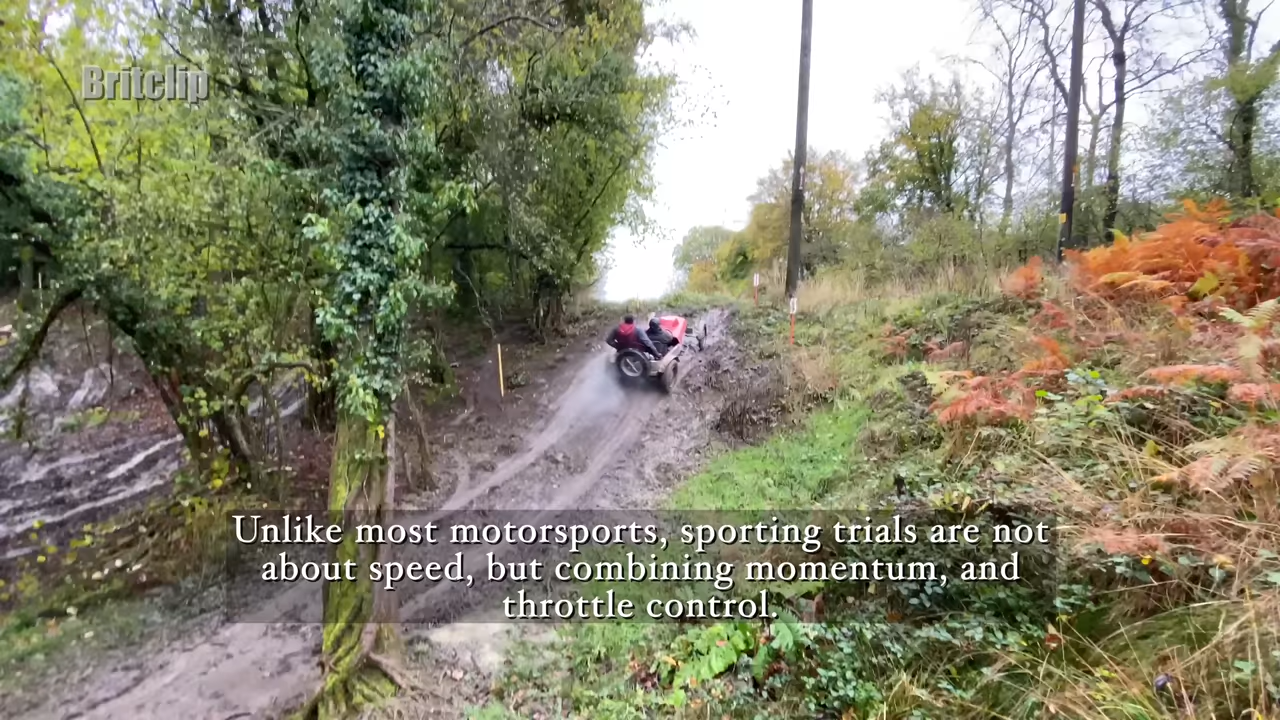 Britclip
Unlike most motorsports, sporting trials are not
about speed, but combining momentum, and
throttle control.